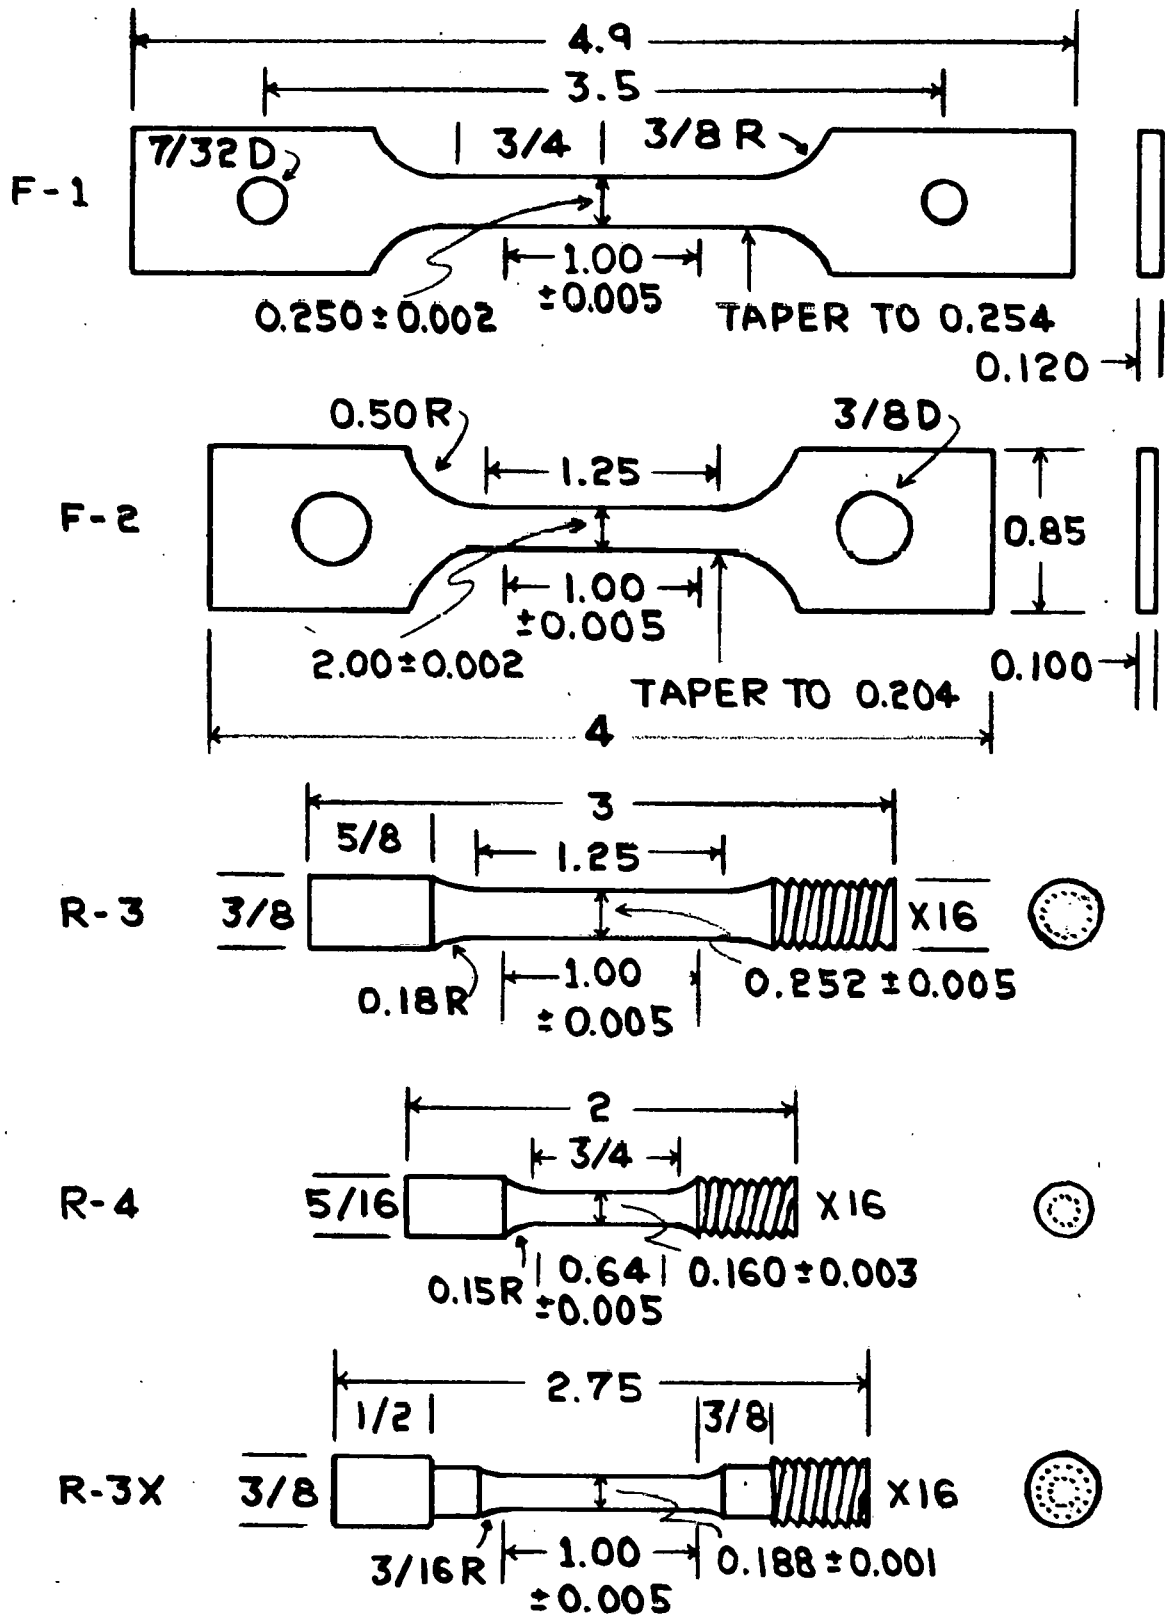 4.9
3.5
7/32D
3/4
3/8 R
F-1
1.00
±0.005
0.250±0.002
TAPER TO 0.254
0.120
0.50R
3/8D
1.25
F-2
0.85
1.00
±0.005
2.00±0.002
0.100
TAPER TO 0.204
4
3
5/8
1.25
R-3
3/8
X16
1.00
±0.005
0.252±0.005
0.18R
2
3/4
R-4
5/16
X16
0.64
±0.005
0.160±0.003
0.15R
2.75
1/2
3/8
R-3X
3/8
X16
3/16R
1.00
±0.005
0.188±0.001